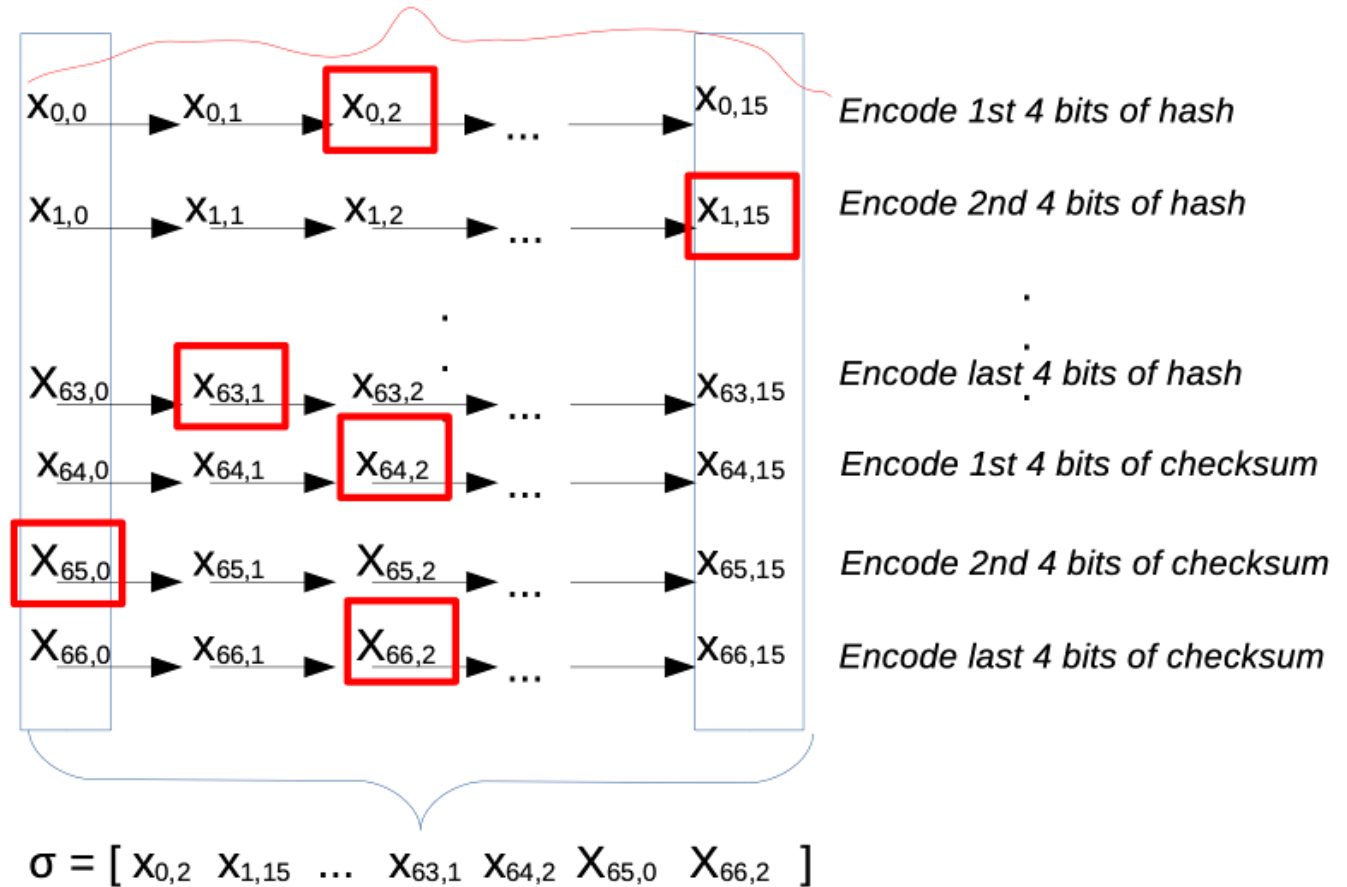 x0,0 x0,1 x0,2 ... x0,15 Encode 1st 4 bits of hash
x1,0 x1,1 x1,2 ... x1,15 Encode 2nd 4 bits of hash
X63,0 x63,1 x63,2 ... x63,15 Encode last 4 bits of hash
x64,0 x64,1 x64,2 ... x64,15 Encode 1st 4 bits of checksum
X65,0 x65,1 X65,2 ... x65,15 Encode 2nd 4 bits of checksum
X66,0 x66,1 X66,2 ... x66,15 Encode last 4 bits of checksum
σ = [ x0,2 x1,15 ... x63,1 x64,2 X65,0 X66,2 ]